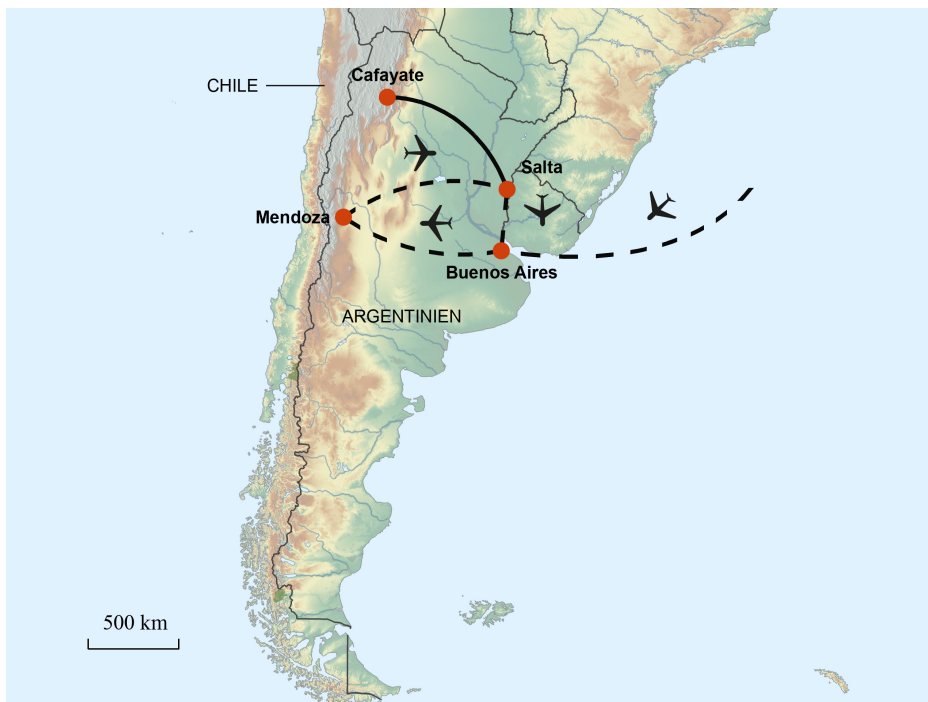 Cafayate
CHILE
Salta
Mendoza
Buenos Aires
ARGENTINIEN
500 km